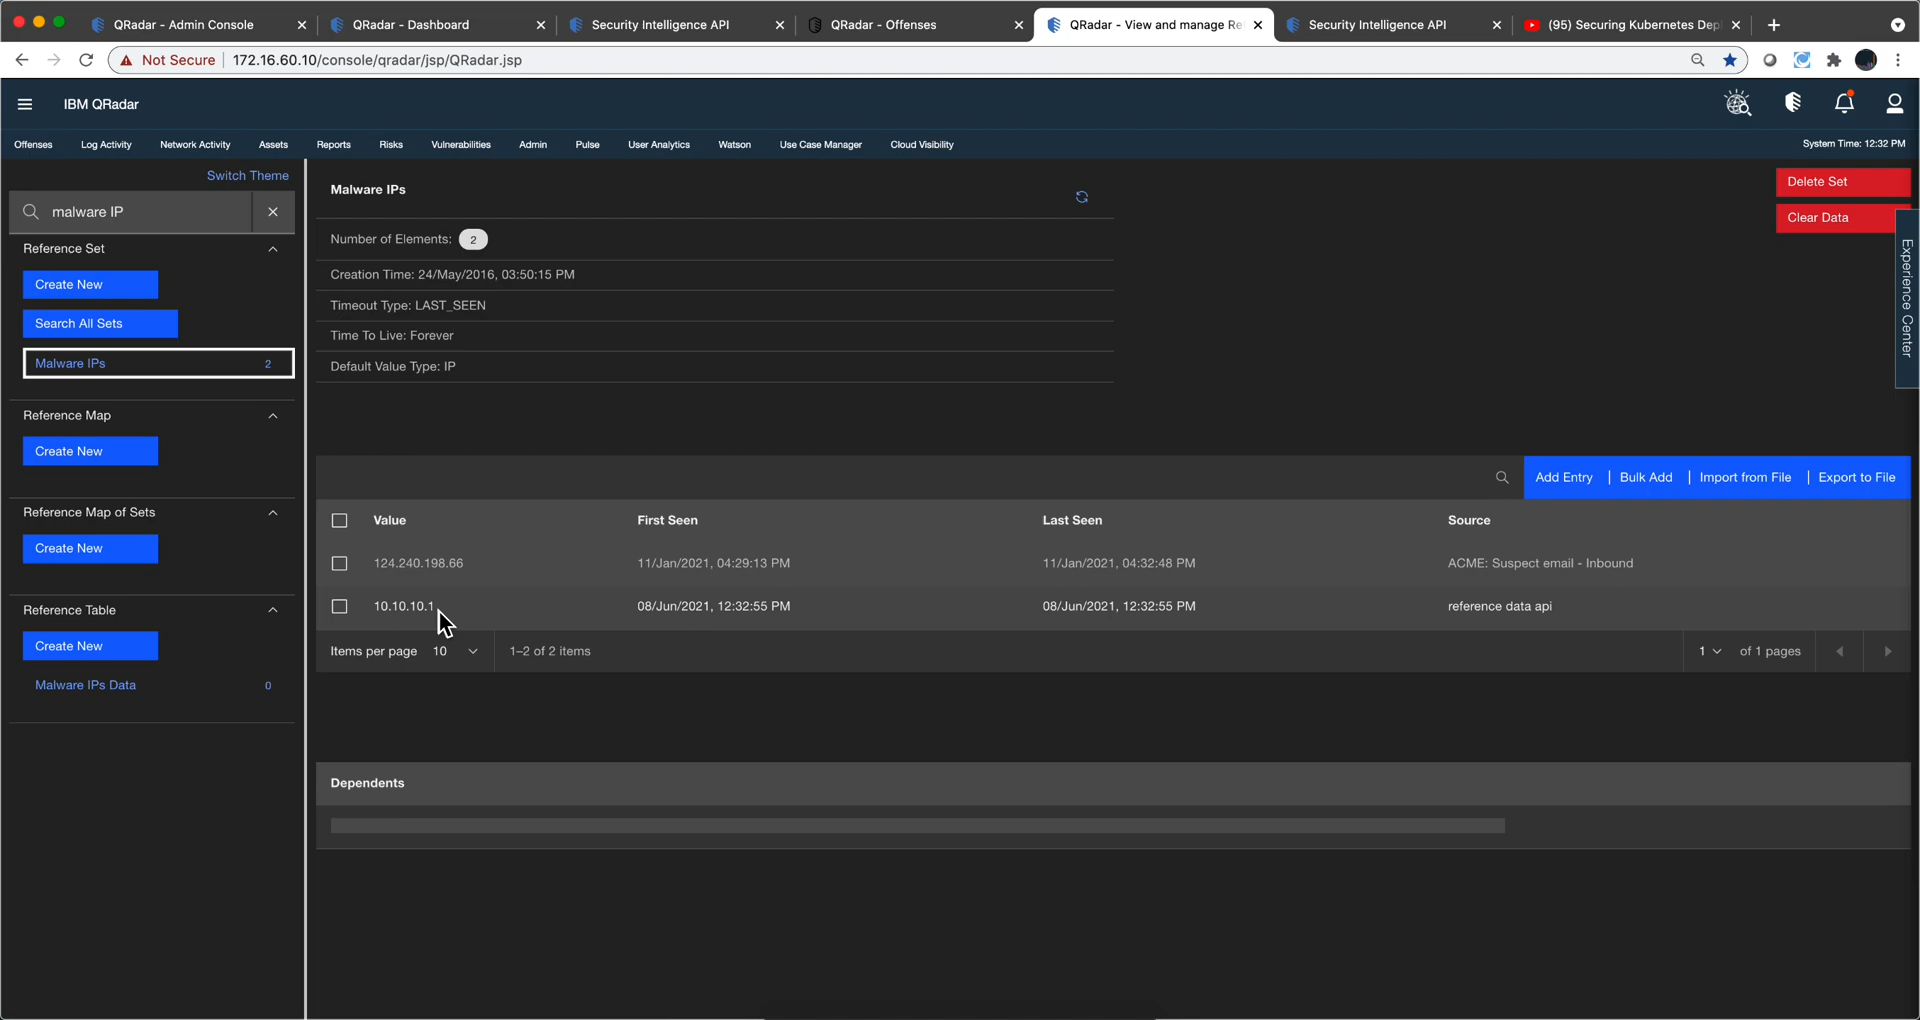 QRadar - Admin Console
QRadar - Dashboard
Security Intelligence API
QRadar - Offenses
QRadar - View and manage Re
Security Intelligence API
(95) Securing Kubernetes Dep
Not Secure
172.16.60.10/console/qradar/jsp/QRadar.jsp
IBM QRadar
Offenses
Log Activity
Network Activity
Assets
Reports
Risks
Vulnerabilities
Admin
Pulse
User Analytics
Watson
Use Case Manager
Cloud Visibility
System Time: 12:32 PM
Switch Theme
malware IP
Reference Set
Create New
Search All Sets
Malware IPs 2
Reference Map
Create New
Reference Map of Sets
Create New
Reference Table
Create New
Malware IPs Data 0
Malware IPs
Number of Elements: 2
Creation Time: 24/May/2016, 03:50:15 PM
Timeout Type: LAST_SEEN
Time To Live: Forever
Default Value Type: IP
Delete Set
Clear Data
Experience Center
Add Entry | Bulk Add | Import from File | Export to File
Value First Seen Last Seen Source
124.240.198.66 11/Jan/2021, 04:29:13 PM 11/Jan/2021, 04:32:48 PM ACME: Suspect email - Inbound
10.10.10.1 08/Jun/2021, 12:32:55 PM 08/Jun/2021, 12:32:55 PM reference data api
Items per page 10 1–2 of 2 items 1 of 1 pages
Dependents